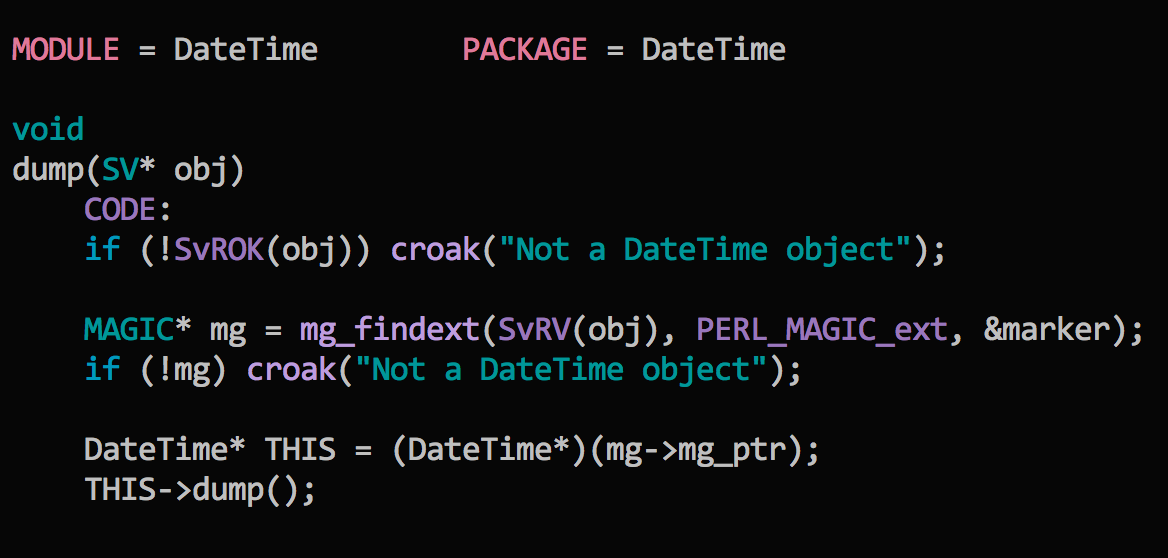 MODULE = DateTime        PACKAGE = DateTime

void
dump(SV* obj)
    CODE:
    if (!SvROK(obj)) croak("Not a DateTime object");

    MAGIC* mg = mg_findext(SvRV(obj), PERL_MAGIC_ext, &marker);
    if (!mg) croak("Not a DateTime object");

    DateTime* THIS = (DateTime*)(mg->mg_ptr);
    THIS->dump();